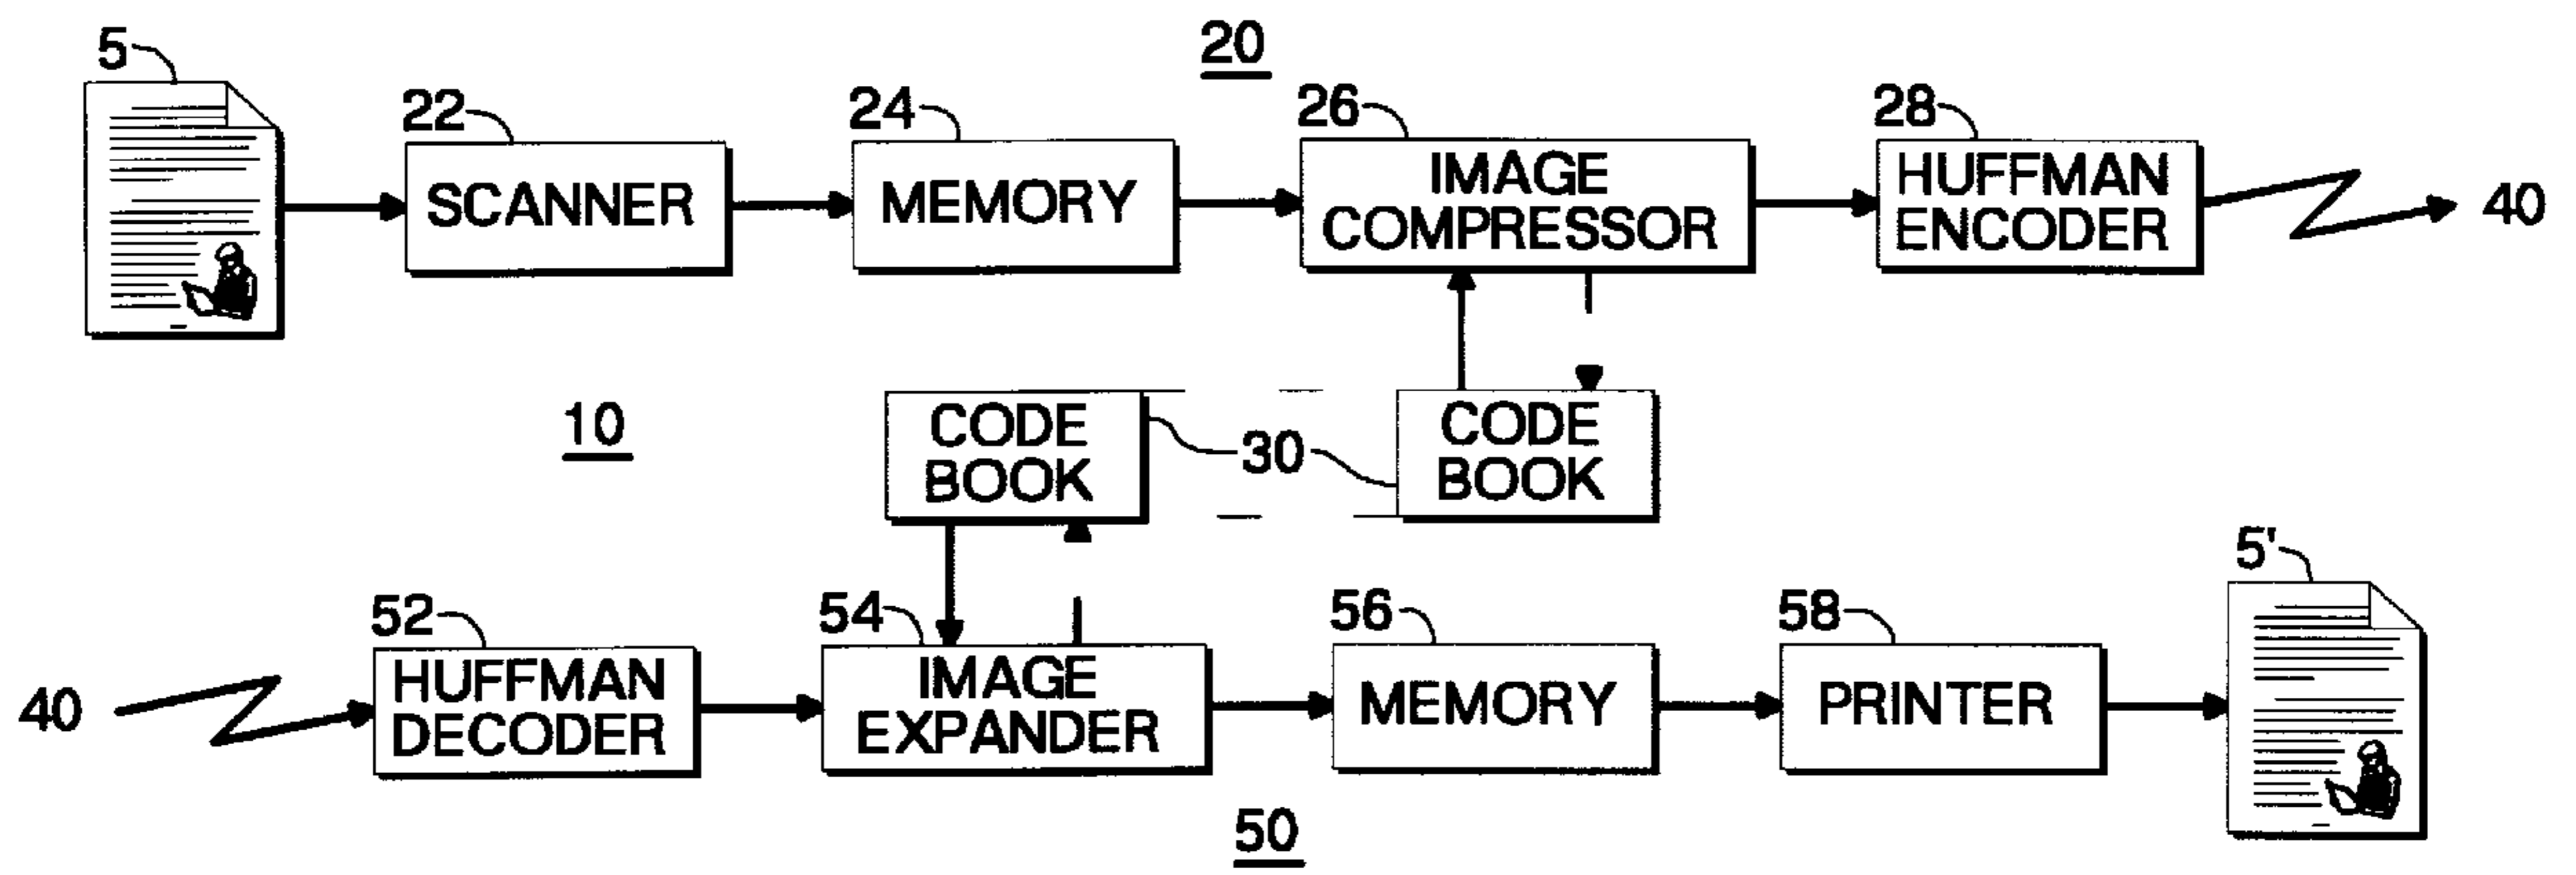 20
5
22
24
26
28
SCANNER
MEMORY
IMAGE
COMPRESSOR
HUFFMAN
ENCODER
40
10
CODE
BOOK
30
CODE
BOOK
5'
52
54
56
58
40
HUFFMAN
DECODER
IMAGE
EXPANDER
MEMORY
PRINTER
50